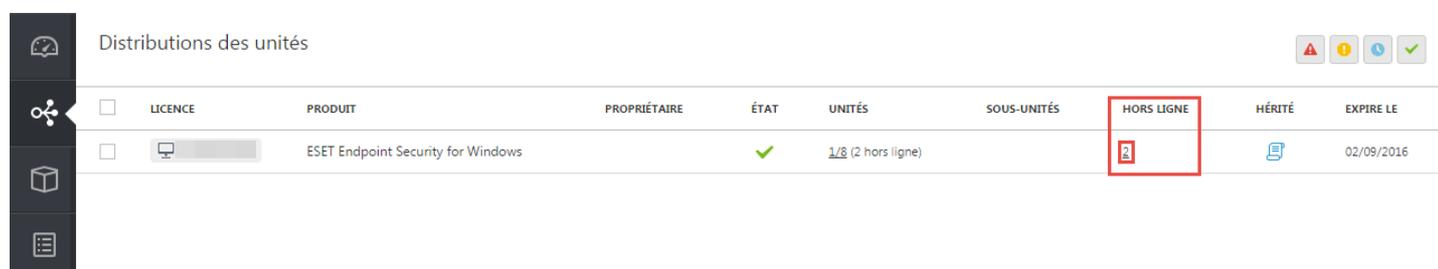 Distributions des unités
LICENCE PRODUIT PROPRIÉTAIRE ÉTAT UNITÉS SOUS-UNITÉS HORS LIGNE HÉRITÉ EXPIRE LE
ESET Endpoint Security for Windows 1/8 (2 hors ligne) 2 02/09/2016